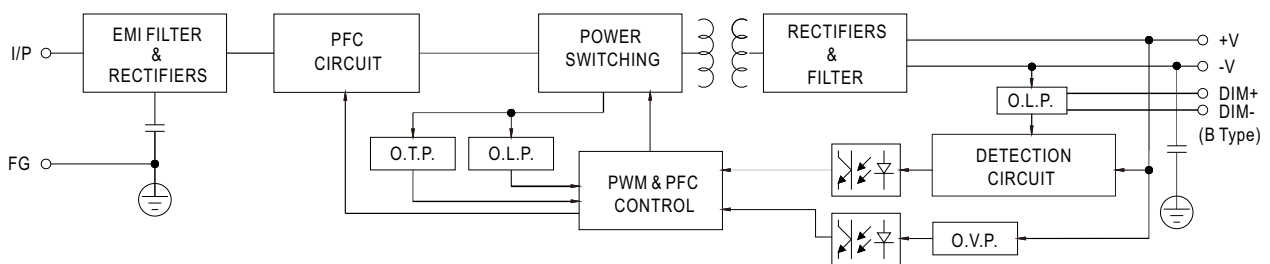 I/P
EMI FILTER
&
RECTIFIERS
PFC
CIRCUIT
POWER
SWITCHING
RECTIFIERS
&
FILTER
+V
-V
DIM+
DIM-
(B Type)
O.L.P.
FG
O.T.P.
O.L.P.
PWM & PFC
CONTROL
DETECTION
CIRCUIT
O.V.P.